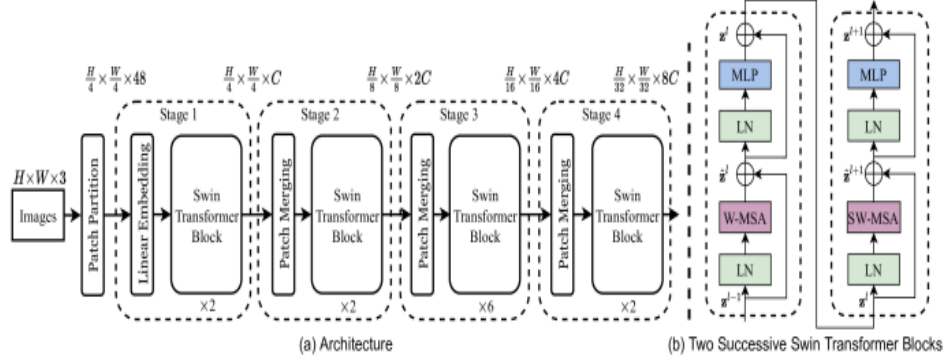 H/4 × W/4 × 48
H/4 × W/4 × C
H/8 × W/8 × 2C
H/16 × W/16 × 4C
H/32 × W/32 × 8C
Stage 1
Stage 2
Stage 3
Stage 4
H×W×3
Images
Patch Partition
Linear Embedding
Swin
Transformer
Block
×2
Patch Merging
Swin
Transformer
Block
×2
Patch Merging
Swin
Transformer
Block
×6
Patch Merging
Swin
Transformer
Block
×2
(a) Architecture
z^l
MLP
LN
ẑ^l
W-MSA
LN
z^{l-1}
z^{l+1}
MLP
LN
ẑ^{l+1}
SW-MSA
LN
z^l
(b) Two Successive Swin Transformer Blocks